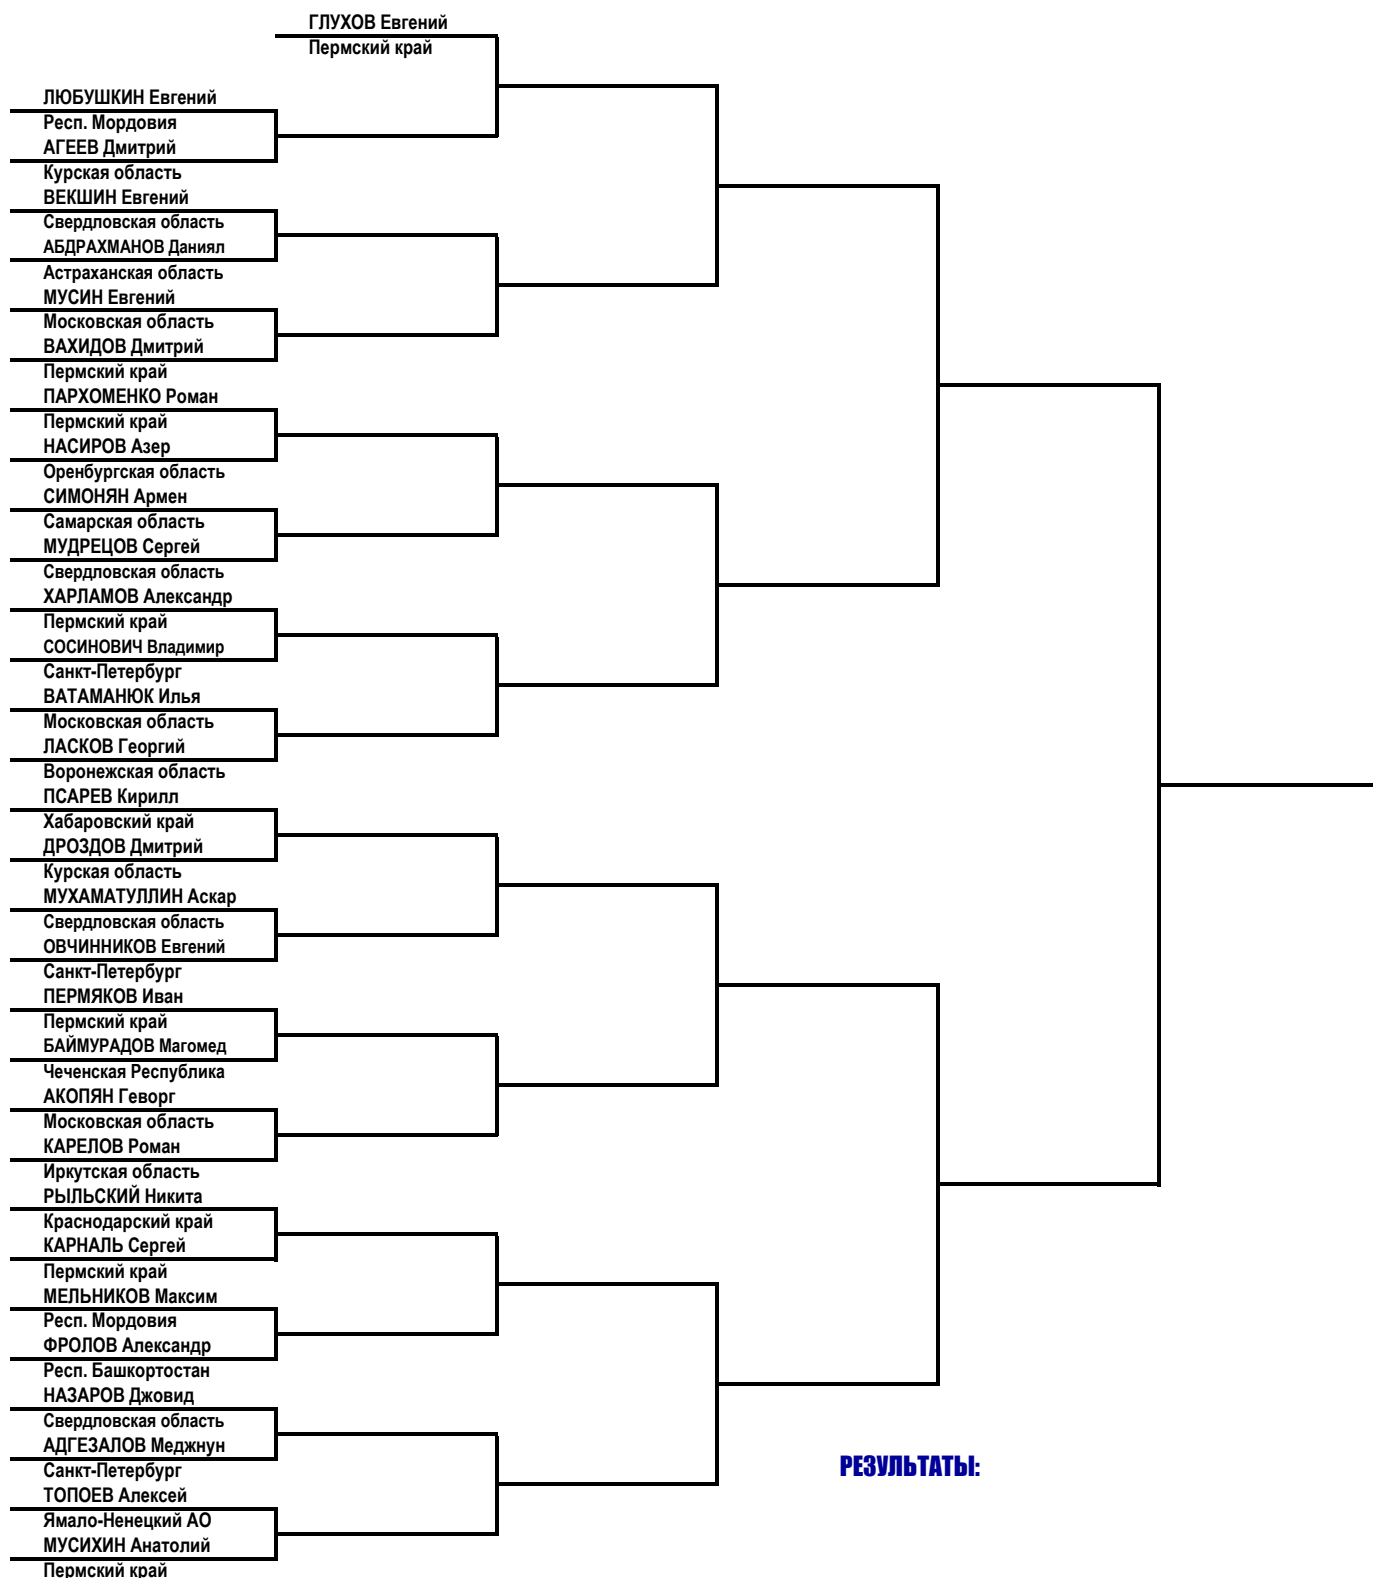 ГЛУХОВ Евгений
Пермский край
ЛЮБУШКИН Евгений
Респ. Мордовия
АГЕЕВ Дмитрий
Курская область
ВЕКШИН Евгений
Свердловская область
АБДРАХМАНОВ Даниял
Астраханская область
МУСИН Евгений
Московская область
ВАХИДОВ Дмитрий
Пермский край
ПАРХОМЕНКО Роман
Пермский край
НАСИРОВ Азер
Оренбургская область
СИМОНЯН Армен
Самарская область
МУДРЕЦОВ Сергей
Свердловская область
ХАРЛАМОВ Александр
Пермский край
СОСИНОВИЧ Владимир
Санкт-Петербург
ВАТАМАНЮК Илья
Московская область
ЛАСКОВ Георгий
Воронежская область
ПСАРЕВ Кирилл
Хабаровский край
ДРОЗДОВ Дмитрий
Курская область
МУХАМАТУЛЛИН Аскар
Свердловская область
ОВЧИННИКОВ Евгений
Санкт-Петербург
ПЕРМЯКОВ Иван
Пермский край
БАЙМУРАДОВ Магомед
Чеченская Республика
АКОПЯН Геворг
Московская область
КАРЕЛОВ Роман
Иркутская область
РЫЛЬСКИЙ Никита
Краснодарский край
КАРНАЛЬ Сергей
Пермский край
МЕЛЬНИКОВ Максим
Респ. Мордовия
ФРОЛОВ Александр
Респ. Башкортостан
НАЗАРОВ Джовид
Свердловская область
АДГЕЗАЛОВ Меджнун
РЕЗУЛЬТАТЫ:
Санкт-Петербург
ТОПОЕВ Алексей
Ямало-Ненецкий АО
МУСИХИН Анатолий
Пермский край